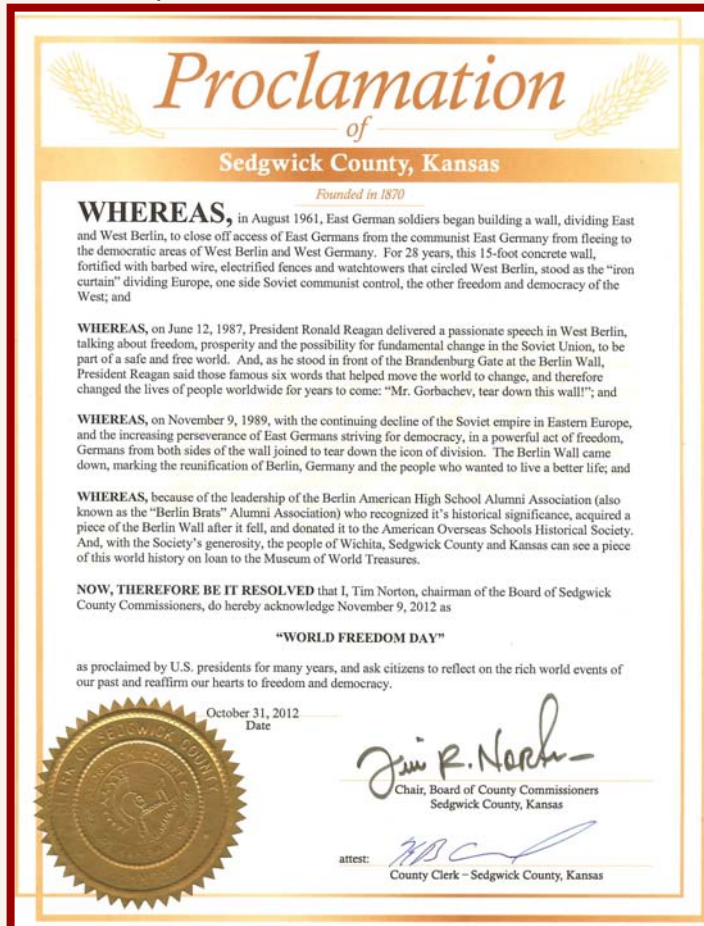 Proclamation
of
Sedgwick County, Kansas
Founded in 1870
WHEREAS, in August 1961, East German soldiers began building a wall, dividing East
and West Berlin, to close off access of East Germans from the communist East Germany from fleeing to
the democratic areas of West Berlin and West Germany. For 28 years, this 15-foot concrete wall,
fortified with barbed wire, electrified fences and watchtowers that circled West Berlin, stood as the “iron
curtain” dividing Europe, one side Soviet communist control, the other freedom and democracy of the
West; and
WHEREAS, on June 12, 1987, President Ronald Reagan delivered a passionate speech in West Berlin,
talking about freedom, prosperity and the possibility for fundamental change in the Soviet Union, to be
part of a safe and free world. And, as he stood in front of the Brandenburg Gate at the Berlin Wall,
President Reagan said those famous six words that helped move the world to change, and therefore
changed the lives of people worldwide for years to come: “Mr. Gorbachev, tear down this wall!”; and
WHEREAS, on November 9, 1989, with the continuing decline of the Soviet empire in Eastern Europe,
and the increasing perseverance of East Germans striving for democracy, in a powerful act of freedom,
Germans from both sides of the wall joined to tear down the icon of division. The Berlin Wall came
down, marking the reunification of Berlin, Germany and the people who wanted to live a better life; and
WHEREAS, because of the leadership of the Berlin American High School Alumni Association (also
known as the “Berlin Brats” Alumni Association) who recognized it’s historical significance, acquired a
piece of the Berlin Wall after it fell, and donated it to the American Overseas Schools Historical Society.
And, with the Society’s generosity, the people of Wichita, Sedgwick County and Kansas can see a piece
of this world history on loan to the Museum of World Treasures.
NOW, THEREFORE BE IT RESOLVED that I, Tim Norton, chairman of the Board of Sedgwick
County Commissioners, do hereby acknowledge November 9, 2012 as
“WORLD FREEDOM DAY”
as proclaimed by U.S. presidents for many years, and ask citizens to reflect on the rich world events of
our past and reaffirm our hearts to freedom and democracy.
October 31, 2012
Date
Tim R. Norton
Chair, Board of County Commissioners
Sedgwick County, Kansas
attest:
County Clerk – Sedgwick County, Kansas
OF SEDGWICK COUNTY